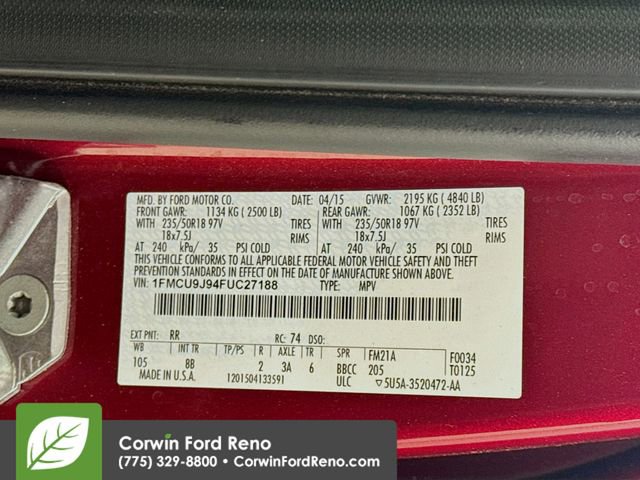 MFD. BY FORD MOTOR CO. DATE: 04/15 GVWR: 2195 KG ( 4840 LB)
FRONT GAWR: 1134 KG ( 2500 LB) REAR GAWR: 1067 KG ( 2352 LB)
WITH 235/50R18 97V TIRES WITH 235/50R18 97V TIRES
18x7.5J RIMS 18x7.5J RIMS
AT 240 kPa/ 35 PSI COLD AT 240 kPa/ 35 PSI COLD
THIS VEHICLE CONFORMS TO ALL APPLICABLE FEDERAL MOTOR VEHICLE SAFETY AND
THEFT PREVENTION STANDARDS IN EFFECT ON THE DATE OF MANUFACTURE SHOWN ABOVE.
VIN: 1FMCU9J94FUC27188 TYPE: MPV
EXT PNT: RR RC: 74 DSO:
WB INT TR TP/PS R AXLE TR SPR FM21A F0034
105 8B 2 3A 6 BBCC 205 T0125
MADE IN U.S.A. 1201504133591 ULC 5U5A-3520472-AA
Corwin Ford Reno
(775) 329-8800 • CorwinFordReno.com